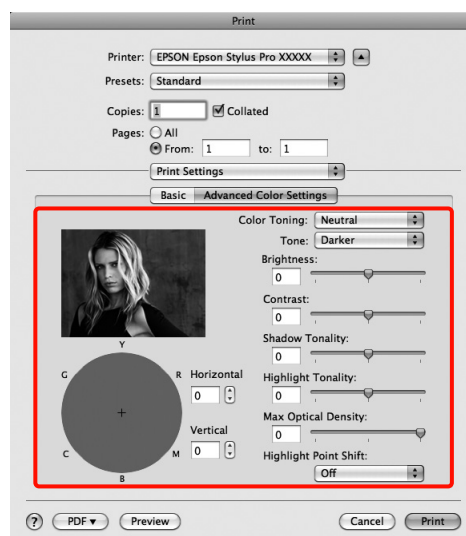 Print
Printer: EPSON Epson Stylus Pro XXXXX
Presets: Standard
Copies: 1 Collated
Pages: All
From: 1 to: 1
Print Settings
Basic Advanced Color Settings
Color Toning: Neutral
Tone: Darker
Brightness:
0
Contrast:
0
Shadow Tonality:
0
Highlight Tonality:
0
Max Optical Density:
0
Highlight Point Shift:
Off
Y
G R
C M
B
Horizontal
0
Vertical
0
? PDF Preview Cancel Print